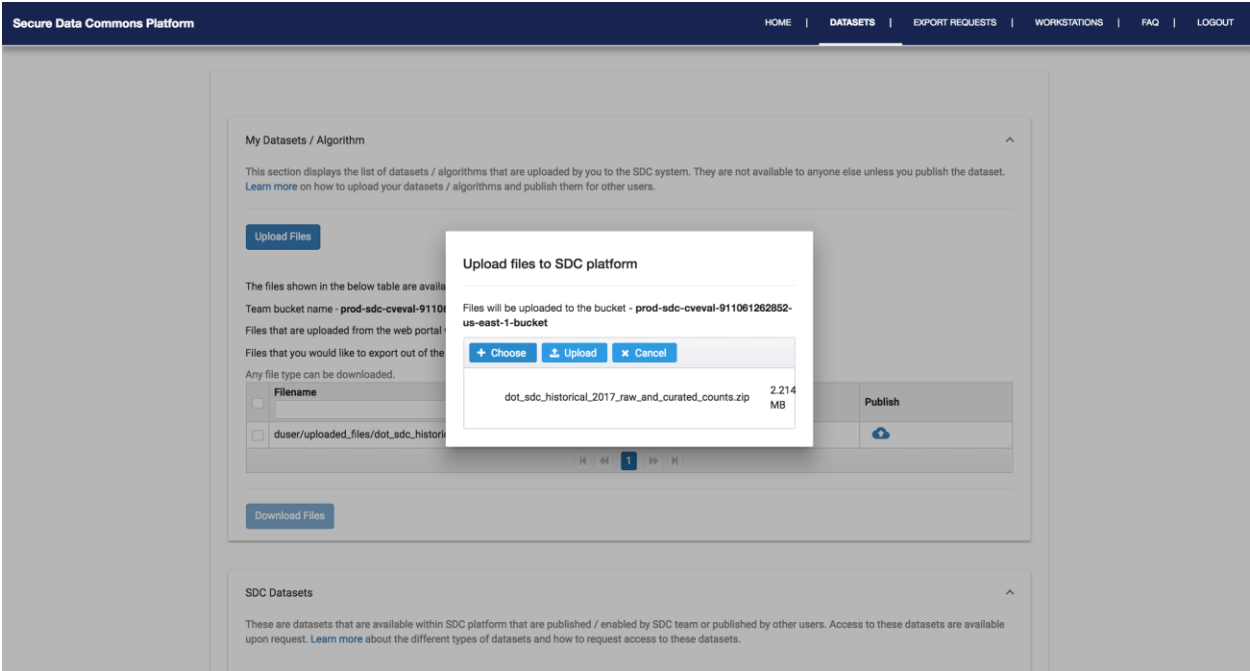 Secure Data Commons Platform
HOME | DATASETS | EXPORT REQUESTS | WORKSTATIONS | FAQ | LOGOUT
My Datasets / Algorithm
This section displays the list of datasets / algorithms that are uploaded by you to the SDC system. They are not available to anyone else unless you publish the dataset.
Learn more on how to upload your datasets / algorithms and publish them for other users.
Upload Files
The files shown in the below table are availa
Team bucket name - prod-sdc-cveval-91106
Files that are uploaded from the web portal
Files that you would like to export out of the
Any file type can be downloaded.
Filename
Publish
duser/uploaded_files/dot_sdc_histori
1
Download Files
Upload files to SDC platform
Files will be uploaded to the bucket - prod-sdc-cveval-911061262852-
us-east-1-bucket
+ Choose
Upload
× Cancel
dot_sdc_historical_2017_raw_and_curated_counts.zip
2.214
MB
SDC Datasets
These are datasets that are available within SDC platform that are published / enabled by SDC team or published by other users. Access to these datasets are available
upon request. Learn more about the different types of datasets and how to request access to these datasets.